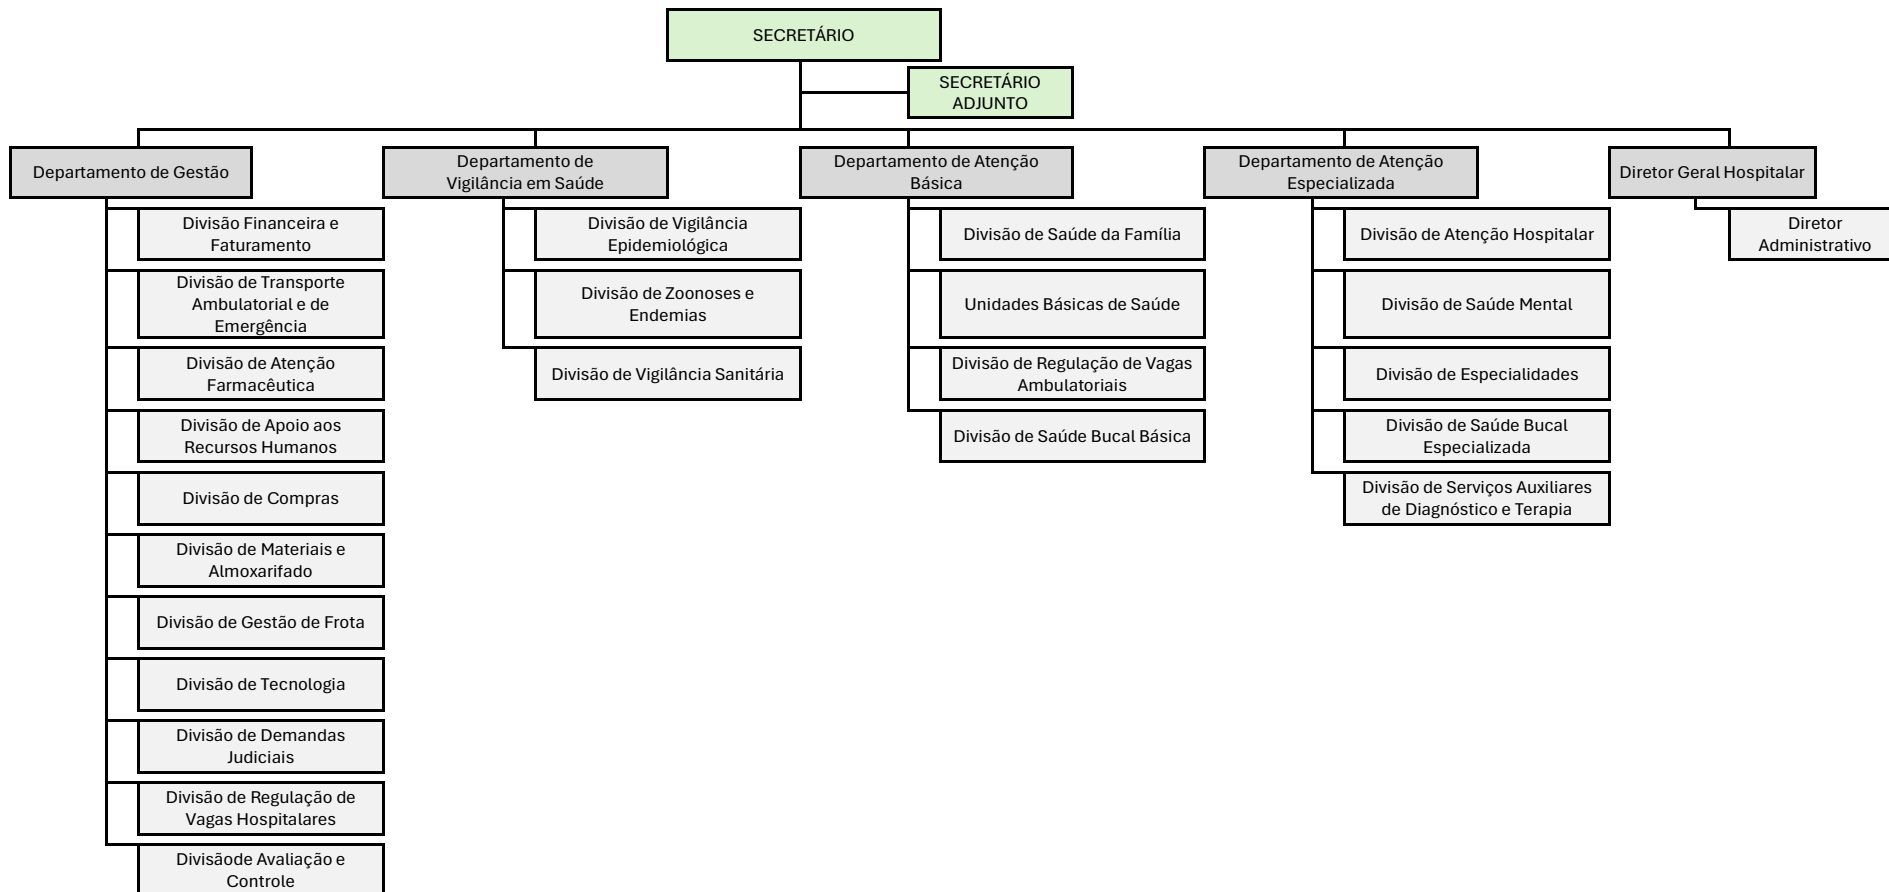 SECRETÁRIO
SECRETÁRIO
ADJUNTO
Departamento de Gestão
Divisão Financeira e
Faturamento
Divisão de Transporte
Ambulatorial e de
Emergência
Divisão de Atenção
Farmacêutica
Divisão de Apoio aos
Recursos Humanos
Divisão de Compras
Divisão de Materiais e
Almoxarifado
Divisão de Gestão de Frota
Divisão de Tecnologia
Divisão de Demandas
Judiciais
Divisão de Regulação de
Vagas Hospitalares
Divisãode Avaliação e
Controle
Departamento de
Vigilância em Saúde
Divisão de Vigilância
Epidemiológica
Divisão de Zoonoses e
Endemias
Divisão de Vigilância Sanitária
Departamento de Atenção
Básica
Divisão de Saúde da Família
Unidades Básicas de Saúde
Divisão de Regulação de Vagas
Ambulatoriais
Divisão de Saúde Bucal Básica
Departamento de Atenção
Especializada
Divisão de Atenção Hospitalar
Divisão de Saúde Mental
Divisão de Especialidades
Divisão de Saúde Bucal
Especializada
Divisão de Serviços Auxiliares
de Diagnóstico e Terapia
Diretor Geral Hospitalar
Diretor
Administrativo